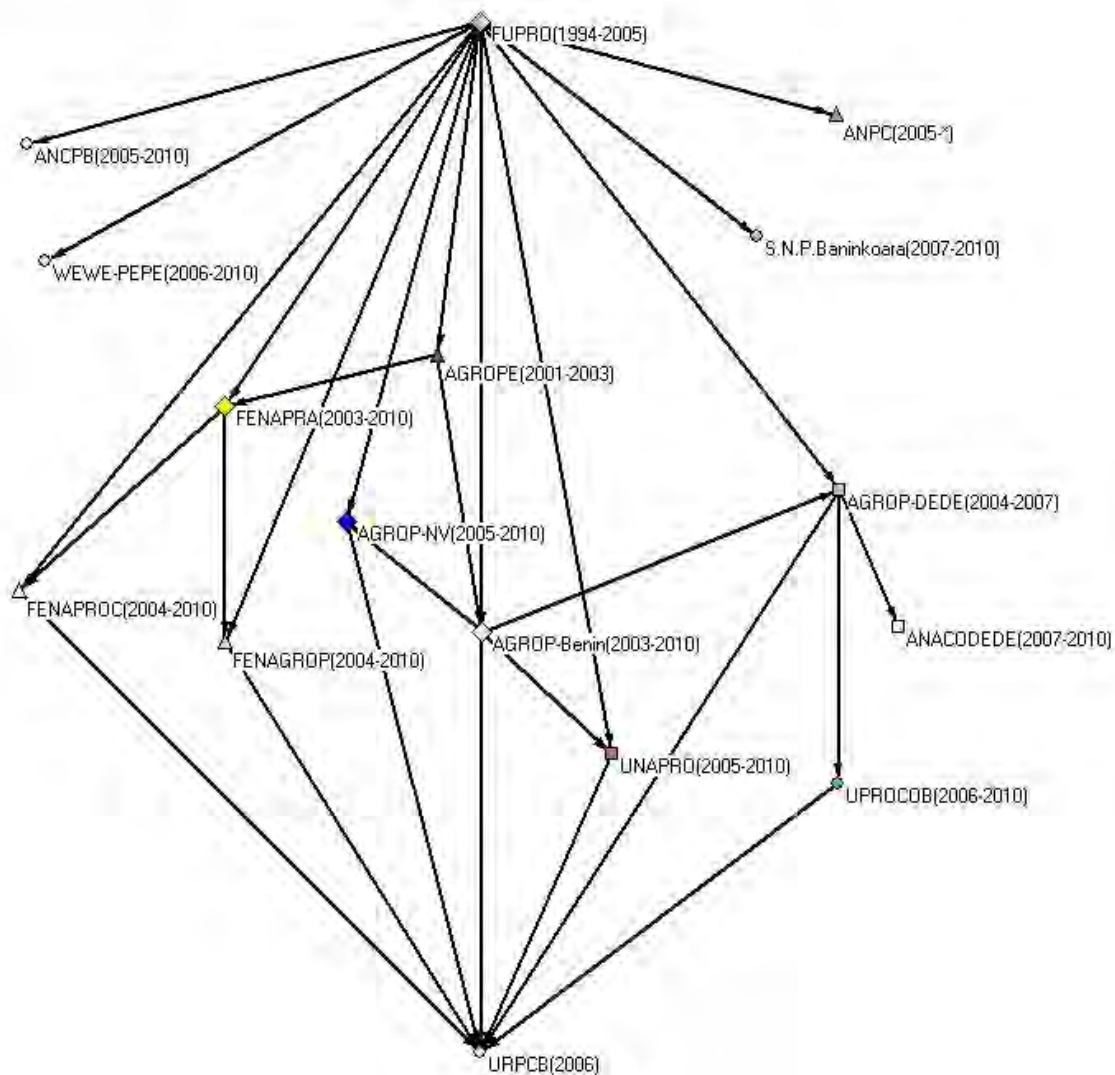 FUPRO(1994-2005)
ANPC(2005-*)
ANCPB(2005-2010)
S.N.P.Baninkoara(2007-2010)
WEWE-PEPE(2006-2010)
AGROPE(2001-2003)
FENAPRA(2003-2010)
AGROP-DEDE(2004-2007)
AGROP-NV(2005-2010)
FENAPROC(2004-2010)
ANACODEDE(2007-2010)
AGROP-Benin(2003-2010)
FENAGROP(2004-2010)
UNAPRO(2005-2010)
UPROCOB(2006-2010)
URPCB(2006)